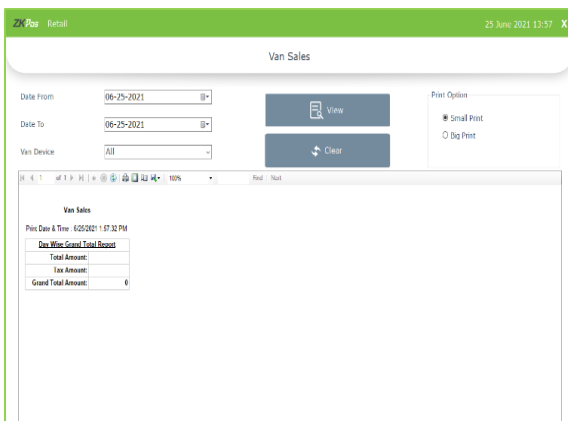 ZKPos Retail 25 June 2021 13:57 X
Van Sales
Date From 06-25-2021
Date To 06-25-2021
Van Device All
View
Clear
Print Option
Small Print
Big Print
1 of 1 100% Find | Next
Van Sales
Print Date & Time : 6/25/2021 1:57:32 PM
Day Wise Grand Total Report
Total Amount:
Tax Amount:
Grand Total Amount: 0